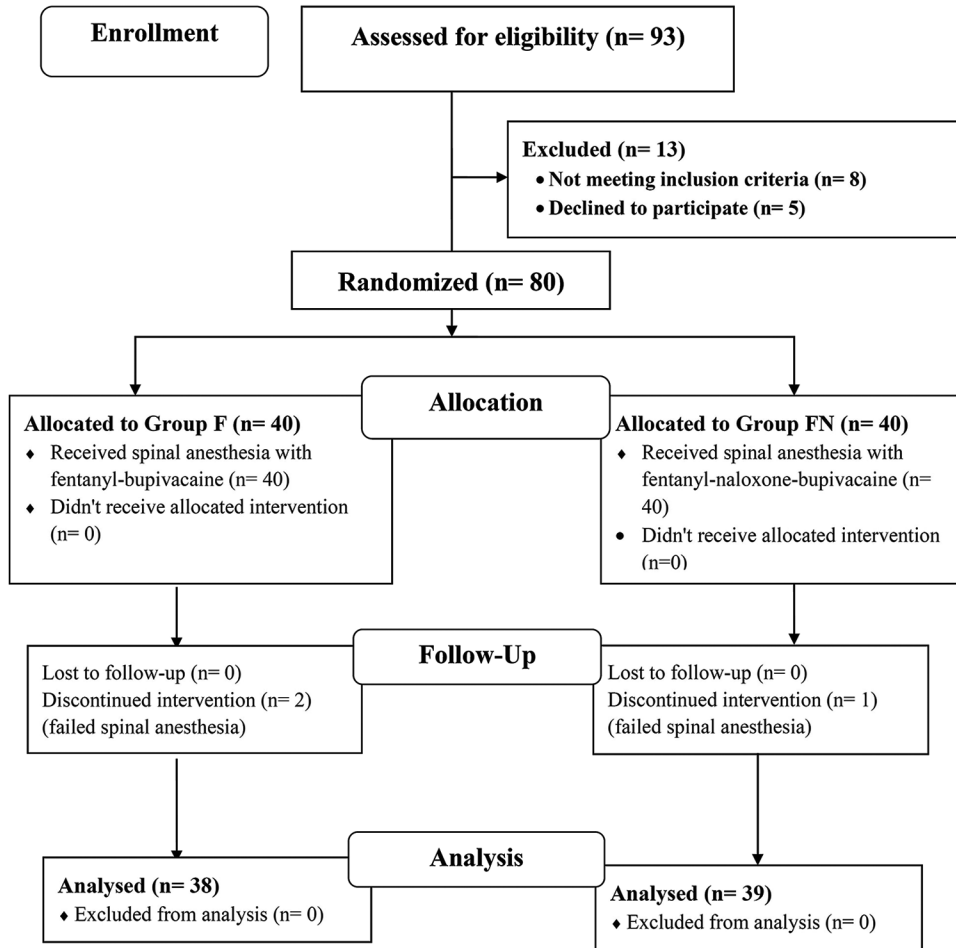 Enrollment
Assessed for eligibility (n= 93)
Excluded (n= 13)
• Not meeting inclusion criteria (n= 8)
• Declined to participate (n= 5)
Randomized (n= 80)
Allocation
Allocated to Group F (n= 40)
♦ Received spinal anesthesia with
fentanyl-bupivacaine (n= 40)
♦ Didn't receive allocated intervention
(n= 0)
Allocated to Group FN (n= 40)
♦ Received spinal anesthesia with
fentanyl-naloxone-bupivacaine (n=
40)
• Didn't receive allocated intervention
(n=0)
Follow-Up
Lost to follow-up (n= 0)
Discontinued intervention (n= 2)
(failed spinal anesthesia)
Lost to follow-up (n= 0)
Discontinued intervention (n= 1)
(failed spinal anesthesia)
Analysis
Analysed (n= 38)
♦ Excluded from analysis (n= 0)
Analysed (n= 39)
♦ Excluded from analysis (n= 0)